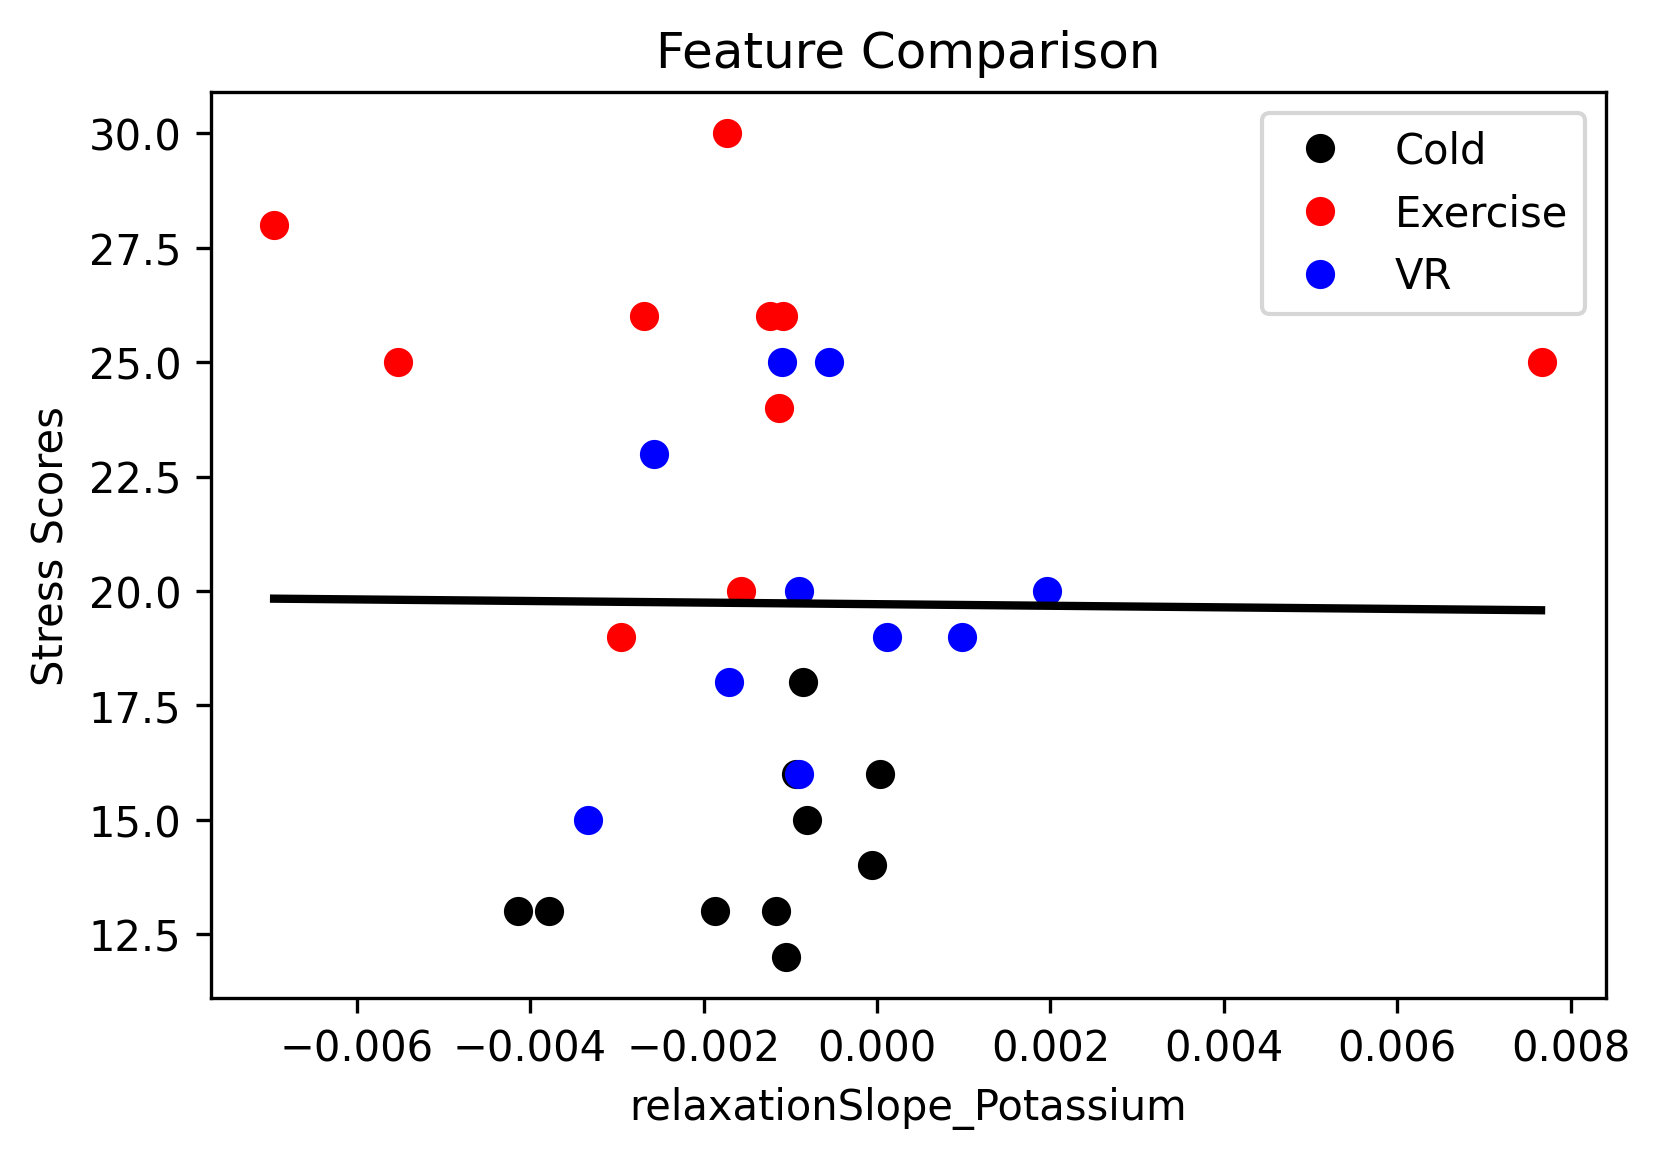 Feature Comparison
30.0
27.5
25.0
22.5
20.0
17.5
15.0
12.5
Stress Scores
Cold
Exercise
VR
−0.006 −0.004 −0.002 0.000 0.002 0.004 0.006 0.008
relaxationSlope_Potassium